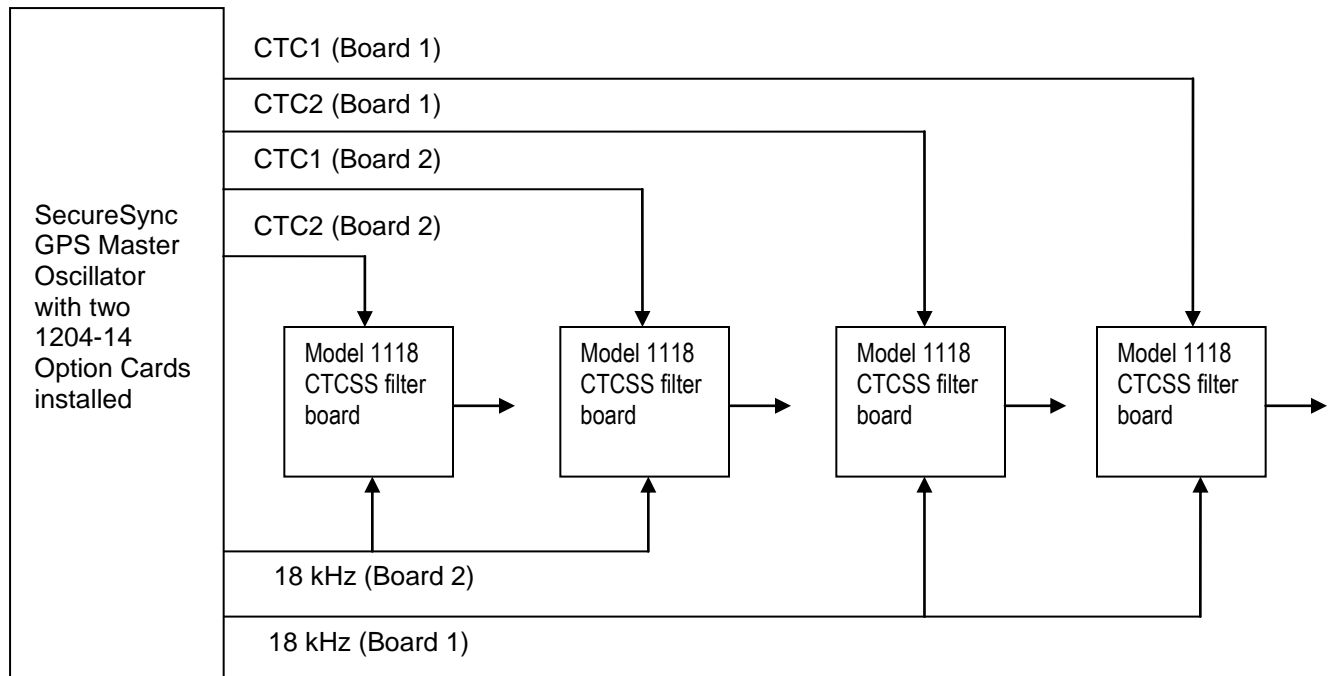 CTC1 (Board 1)
CTC2 (Board 1)
CTC1 (Board 2)
CTC2 (Board 2)
SecureSync
GPS Master
Oscillator
with two
1204-14
Option Cards
installed
Model 1118
CTCSS filter
board
Model 1118
CTCSS filter
board
Model 1118
CTCSS filter
board
Model 1118
CTCSS filter
board
18 kHz (Board 2)
18 kHz (Board 1)